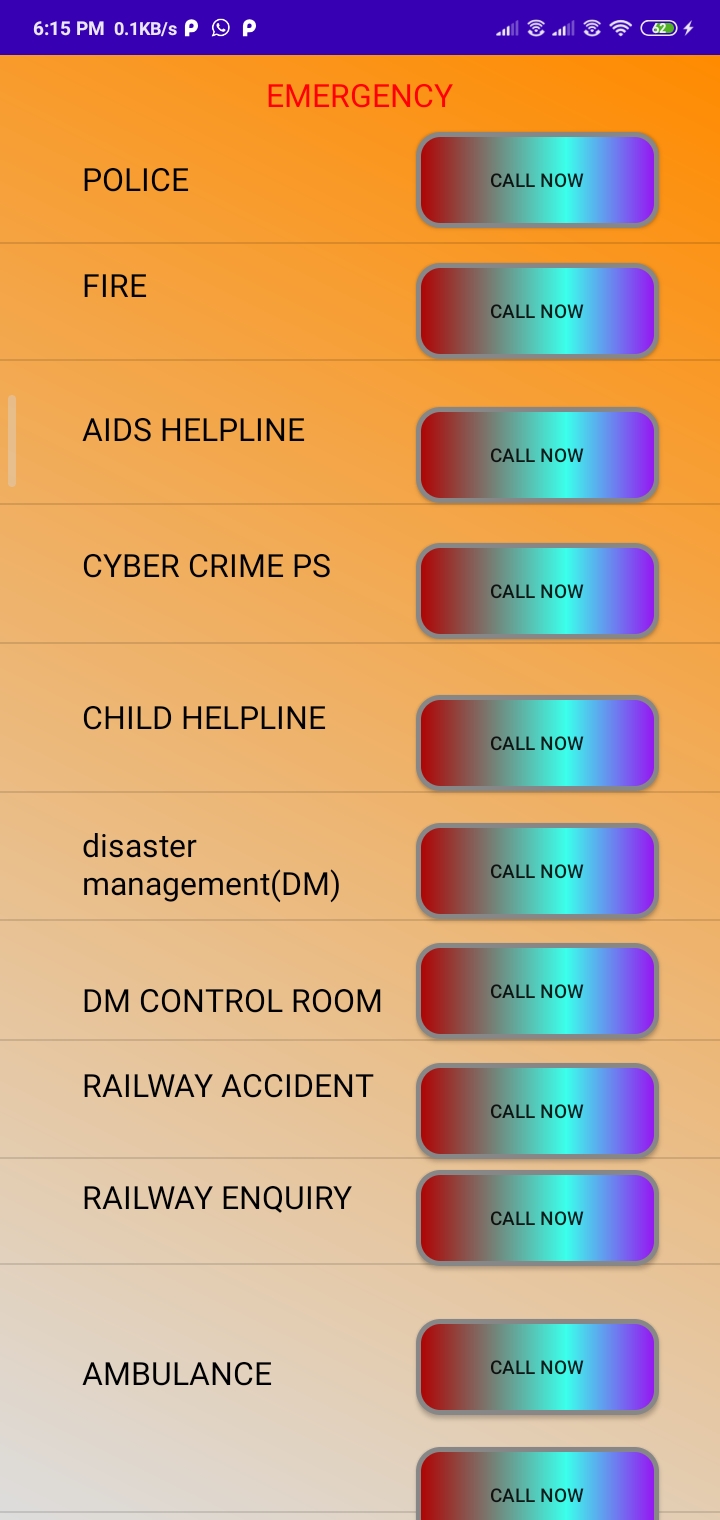 6:15 PM 0.1KB/s
62
EMERGENCY
POLICE
CALL NOW
FIRE
CALL NOW
AIDS HELPLINE
CALL NOW
CYBER CRIME PS
CALL NOW
CHILD HELPLINE
CALL NOW
disaster
management(DM)
CALL NOW
DM CONTROL ROOM
CALL NOW
RAILWAY ACCIDENT
CALL NOW
RAILWAY ENQUIRY
CALL NOW
AMBULANCE
CALL NOW
CALL NOW